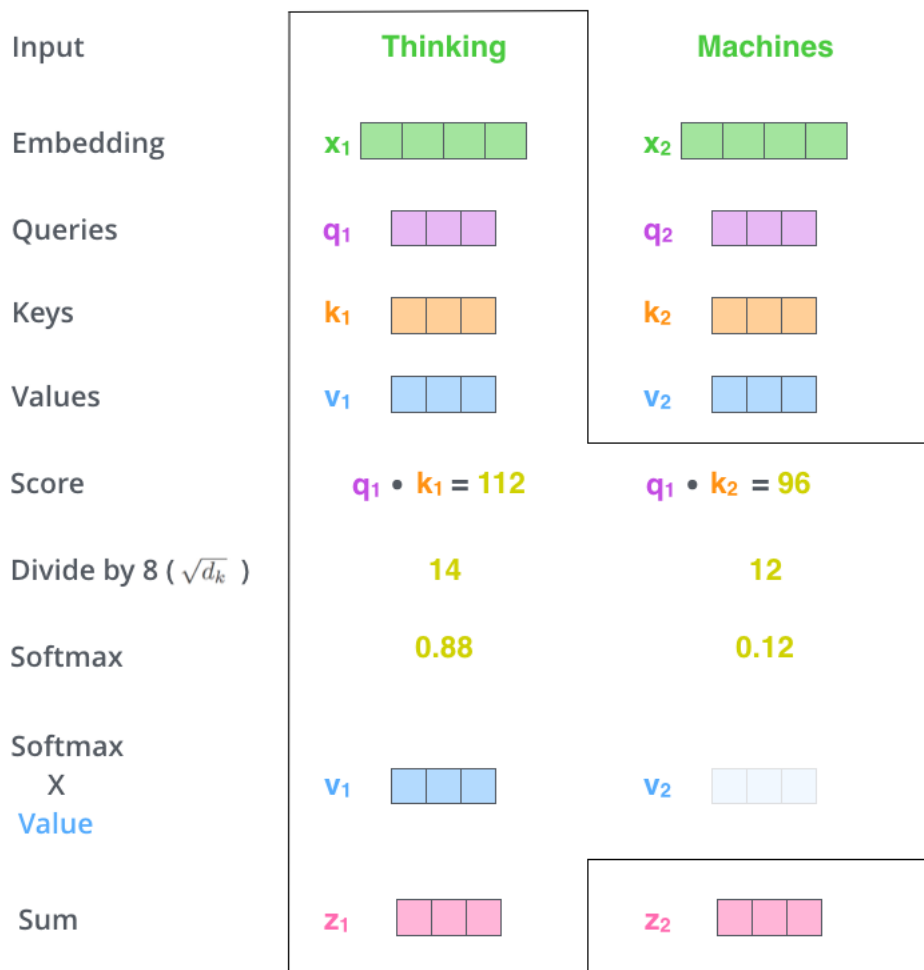 Input Thinking Machines
Embedding x₁ x₂
Queries q₁ q₂
Keys k₁ k₂
Values v₁ v₂
Score q₁ • k₁ = 112 q₁ • k₂ = 96
Divide by 8 ( √dₖ ) 14 12
Softmax 0.88 0.12
Softmax
X
Value v₁ v₂
Sum z₁ z₂